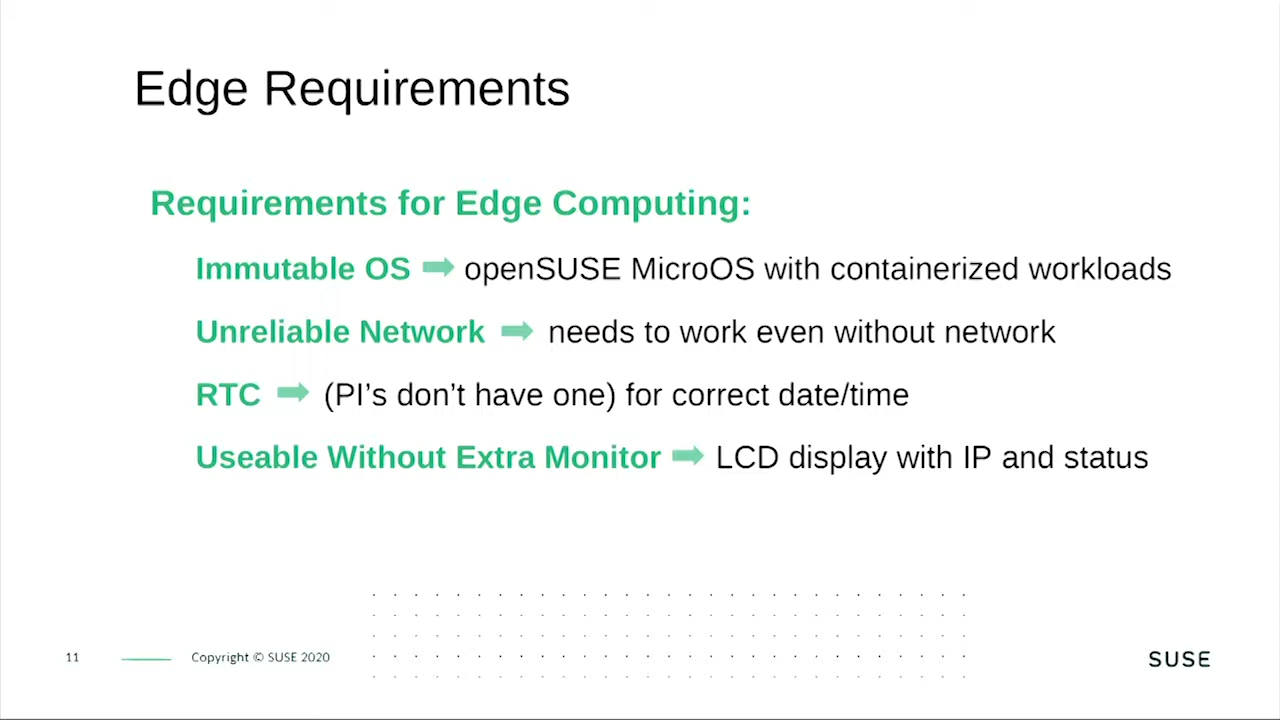 Edge Requirements
Requirements for Edge Computing:
Immutable OS ➡ openSUSE MicroOS with containerized workloads
Unreliable Network ➡ needs to work even without network
RTC ➡ (PI’s don’t have one) for correct date/time
Useable Without Extra Monitor ➡ LCD display with IP and status
11 Copyright © SUSE 2020 SUSE